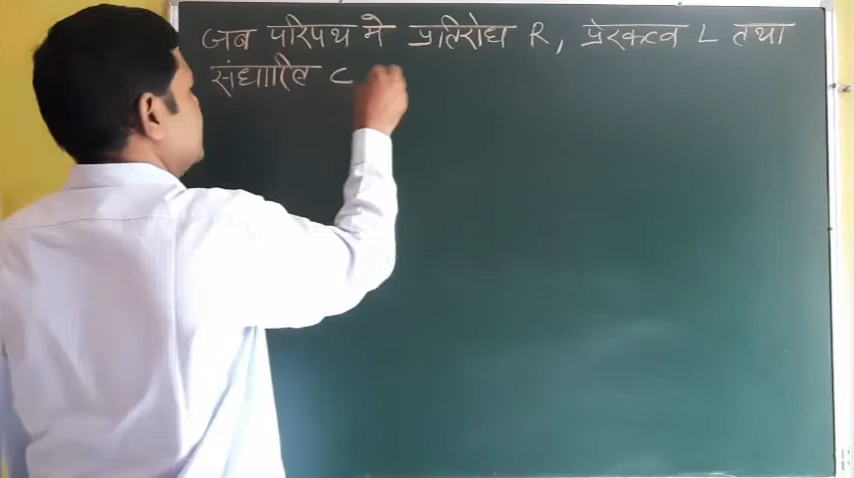 जब परिपथ मे प्रतिरोध R, प्रेरकत्व L तथा
संधारित C